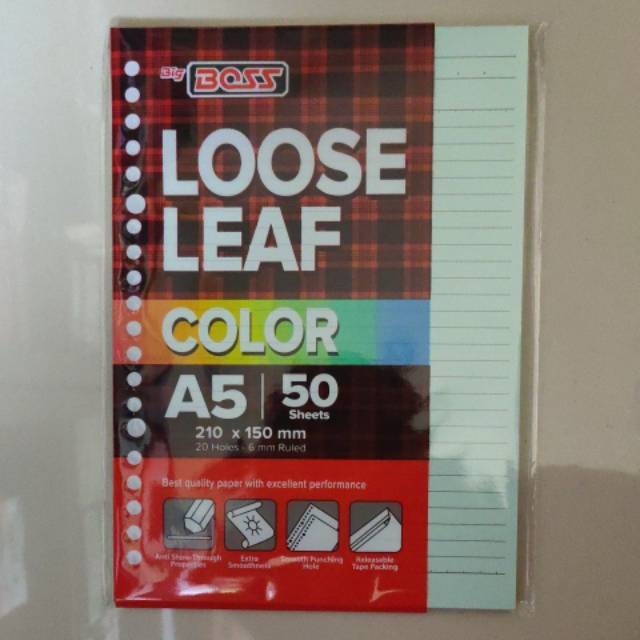 Big BOSS
LOOSE
LEAF
COLOR
A5 | 50
Sheets
210 x 150 mm
20 Holes - 6 mm Ruled
Best quality paper with excellent performance
Anti Show-Through
Properties
Extra
Smoothness
Smooth Punching
Hole
Releasable
Tape Packing